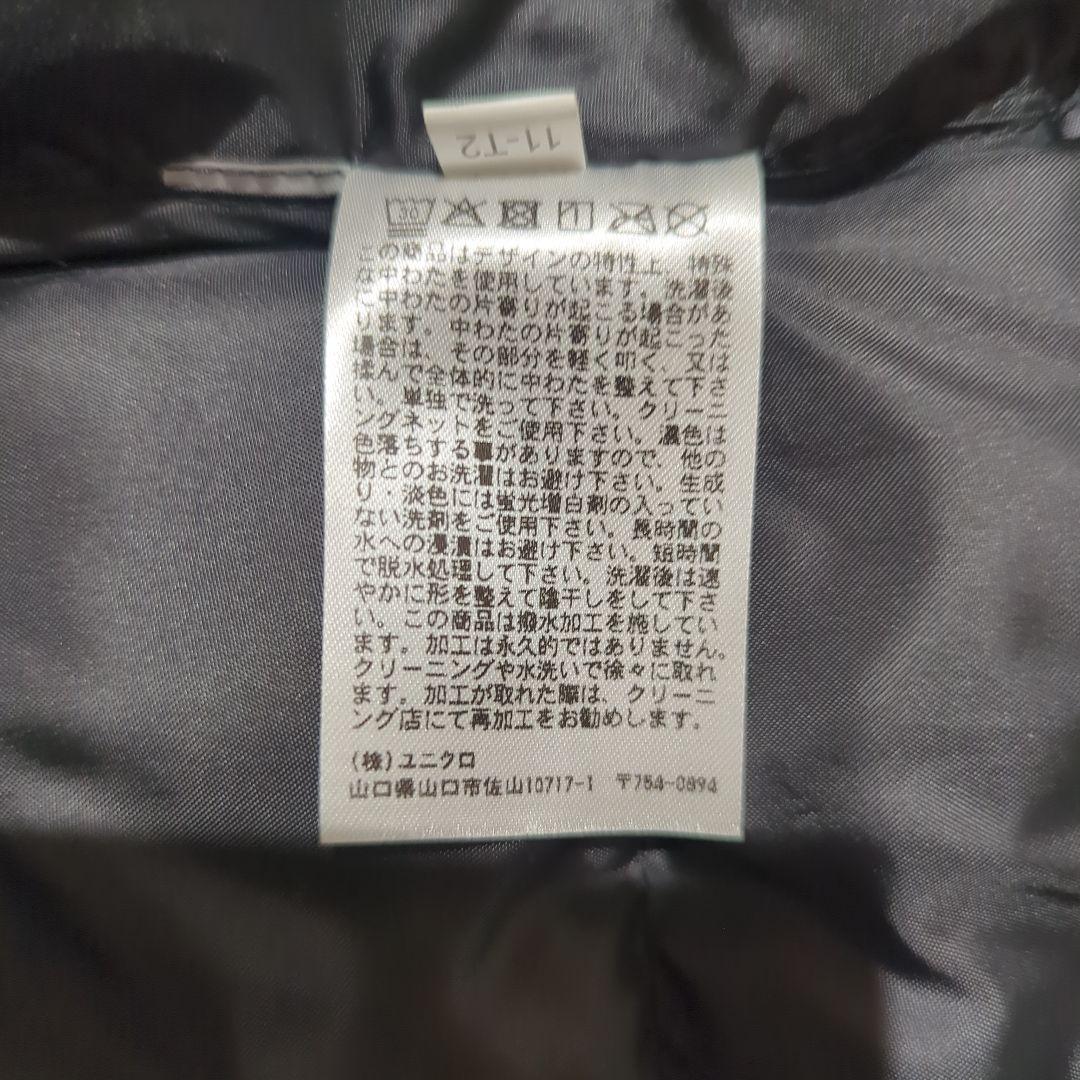 11-T2
30
この商品はデザインの特性上、特殊
な中わたを使用しています。洗濯後
に中わたの片寄りが起こる場合があ
ります。中わたの片寄りが起こった
場合は、その部分を軽く叩く、又は
揉んで、全体的に中わたを整えて下さ
い。単独で洗って下さい。クリーニ
ングネットをご使用下さい。濃色は
色落ちする事がありますので、他の
物とのお洗濯はお避け下さい。生成
り・淡色には蛍光増白剤の入ってい
ない洗剤をご使用下さい。長時間の
水への浸漬はお避け下さい。短時間
で脱水処理して下さい。洗濯後は速
やかに形を整えて陰干しをして下さ
い。この商品は撥水加工を施してい
ます。加工は永久的ではありません。
クリーニングや水洗いで徐々に取れ
ます。加工が取れた際は、クリーニ
ング店にて再加工をお勧めします。
(株)ユニクロ
山口県山口市佐山10717-1 〒754-0894